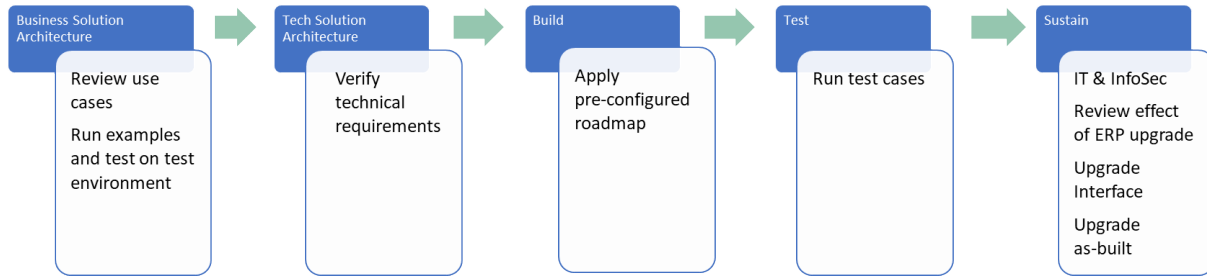 Business Solution
Architecture
Review use
cases
Run examples
and test on test
environment
Tech Solution
Architecture
Verify
technical
requirements
Build
Apply
pre-configured
roadmap
Test
Run test cases
Sustain
IT & InfoSec
Review effect
of ERP upgrade
Upgrade
Interface
Upgrade
as-built